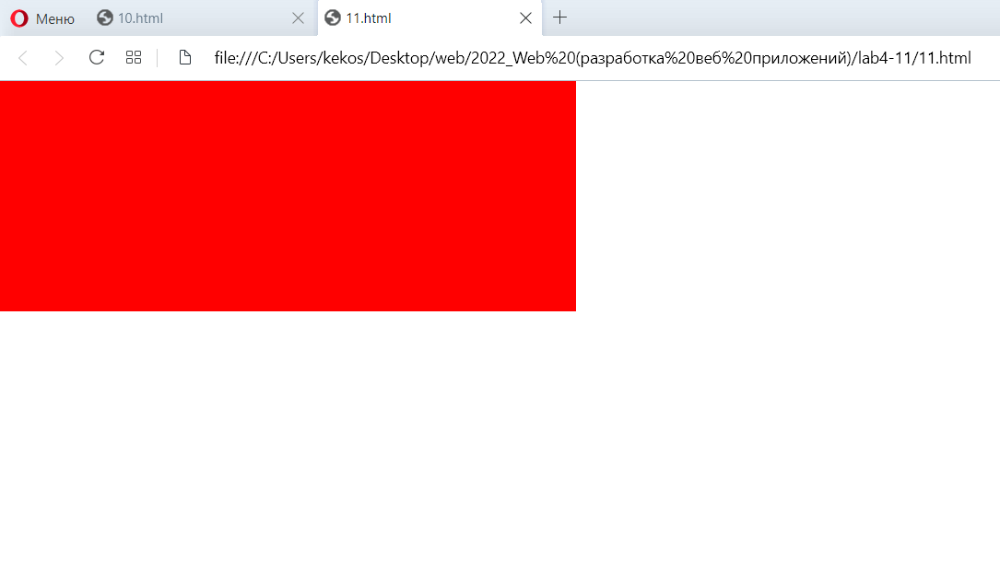 Меню 10.html 11.html
file:///C:/Users/kekos/Desktop/web/2022_Web%20(разработка%20веб%20приложений)/lab4-11/11.html